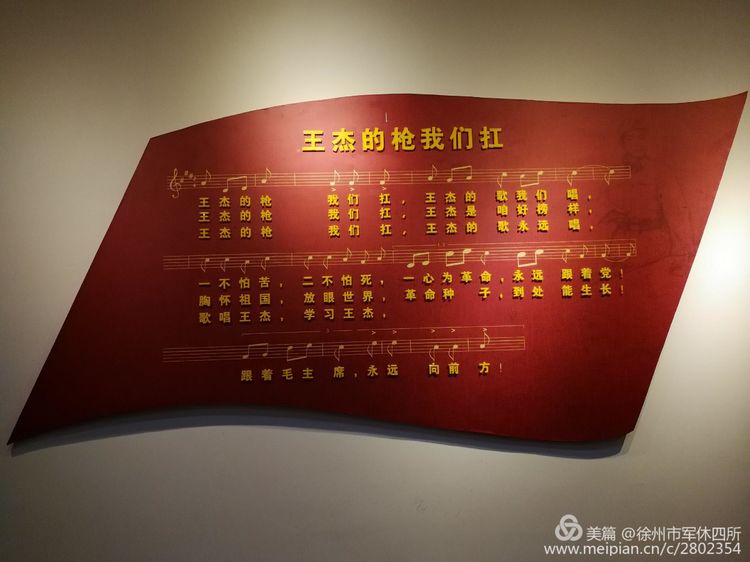 王杰的枪我们扛
王杰的枪 我们 扛，王杰的 歌我们 唱，
王杰的枪 我们 扛，王杰是 咱好榜 样，
王杰的枪 我们 扛，王杰的 歌永远 唱，
一不怕苦，二不怕死，一心为革命，永远 跟着党！
胸怀祖国，放眼世界，革命种 子，到处 能生长！
歌唱王杰，学习王杰，
跟着毛主 席，永远 向前 方！
美篇 @徐州市军休四所
www.meipian.cn/c/2802354